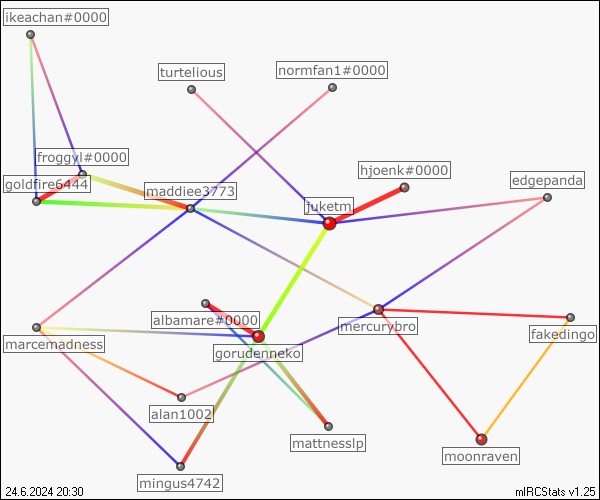 ikeachan#0000
turtelious
normfan1#0000
froggyl#0000
goldfire6444
maddiee3773
hjoenk#0000
edgepanda
juketm
albamare#0000
mercurybro
fakedingo
marcemadness
gorudenneko
alan1002
mattnesslp
moonraven
mingus4742
24.6.2024 20:30
mIRCStats v1.25